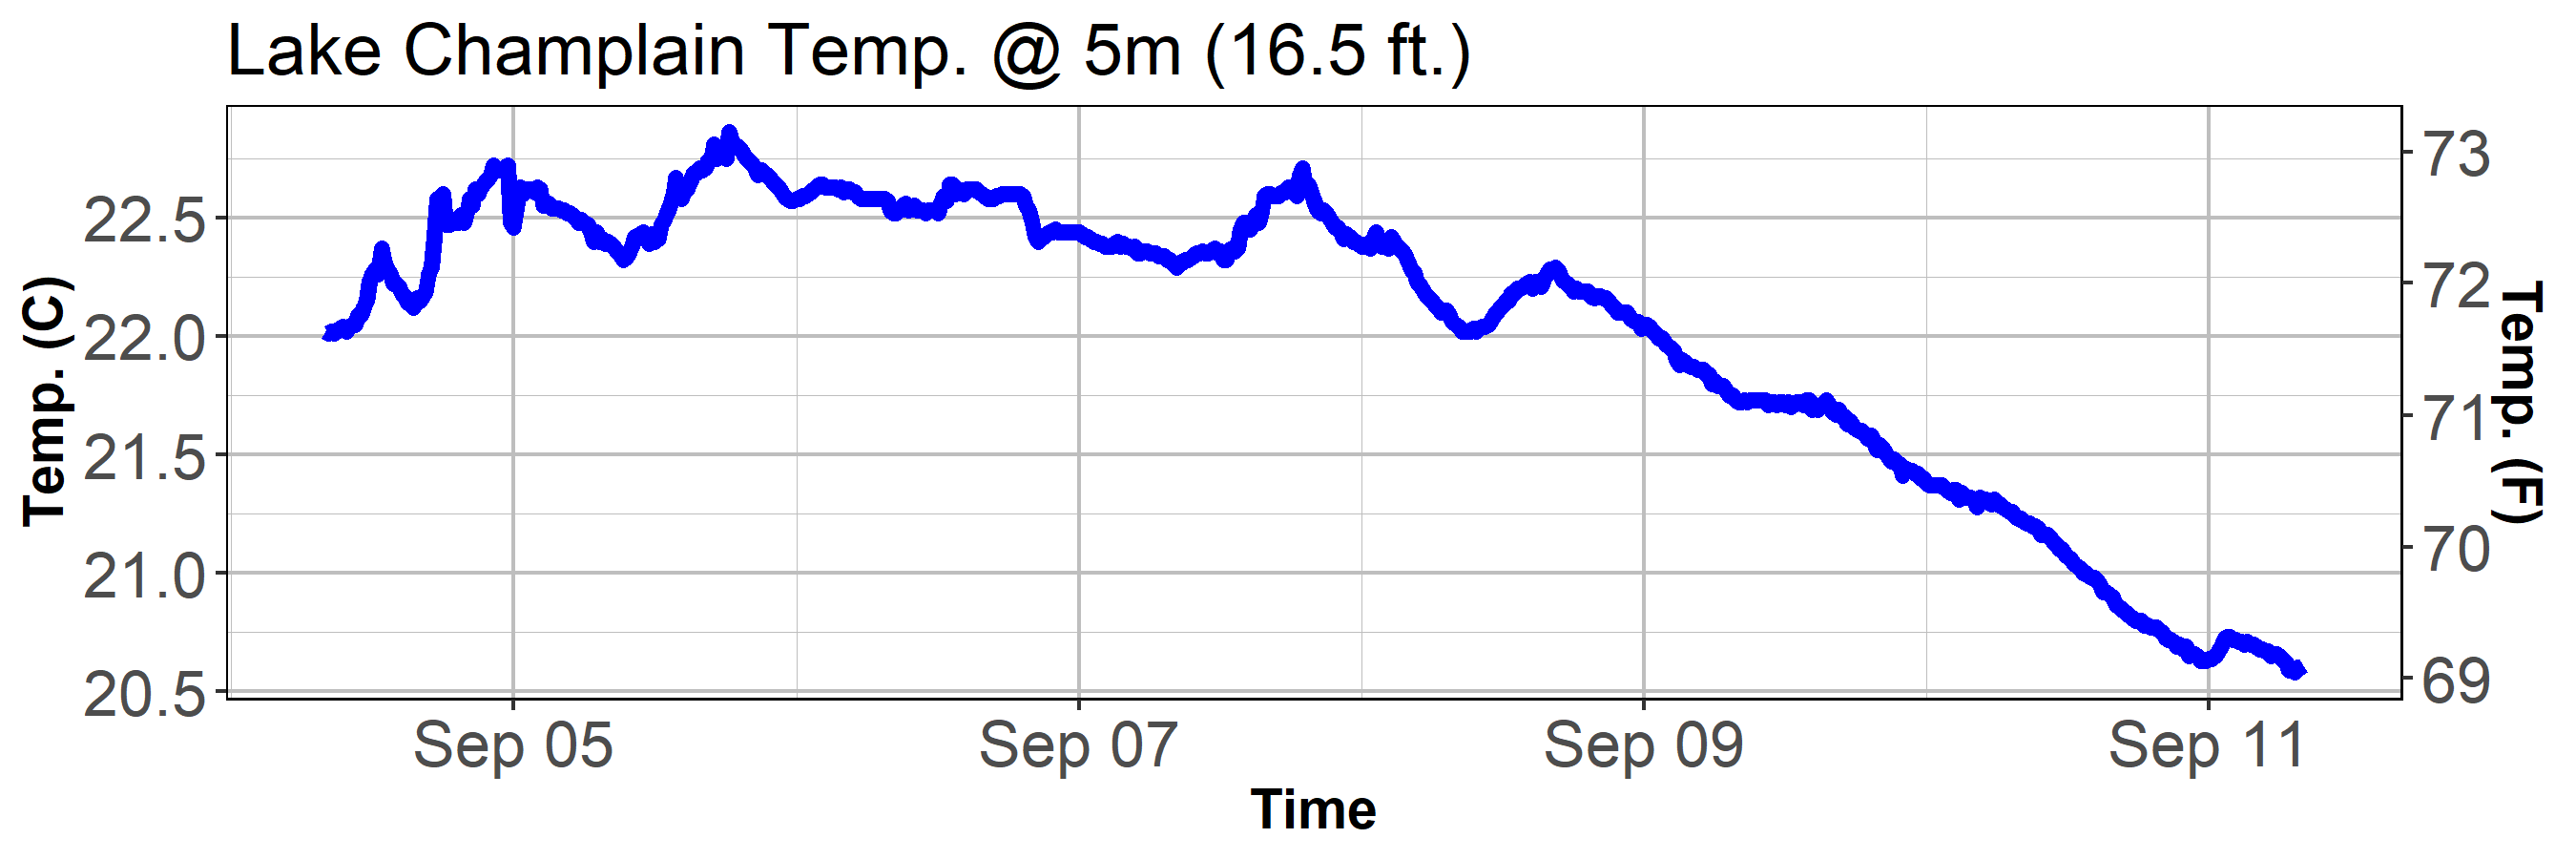 Lake Champlain Temp. @ 5m (16.5 ft.)
Temp. (C)
22.5
22.0
21.5
21.0
20.5
73
72
71
70
69
Temp. (F)
Sep 05
Sep 07
Sep 09
Sep 11
Time